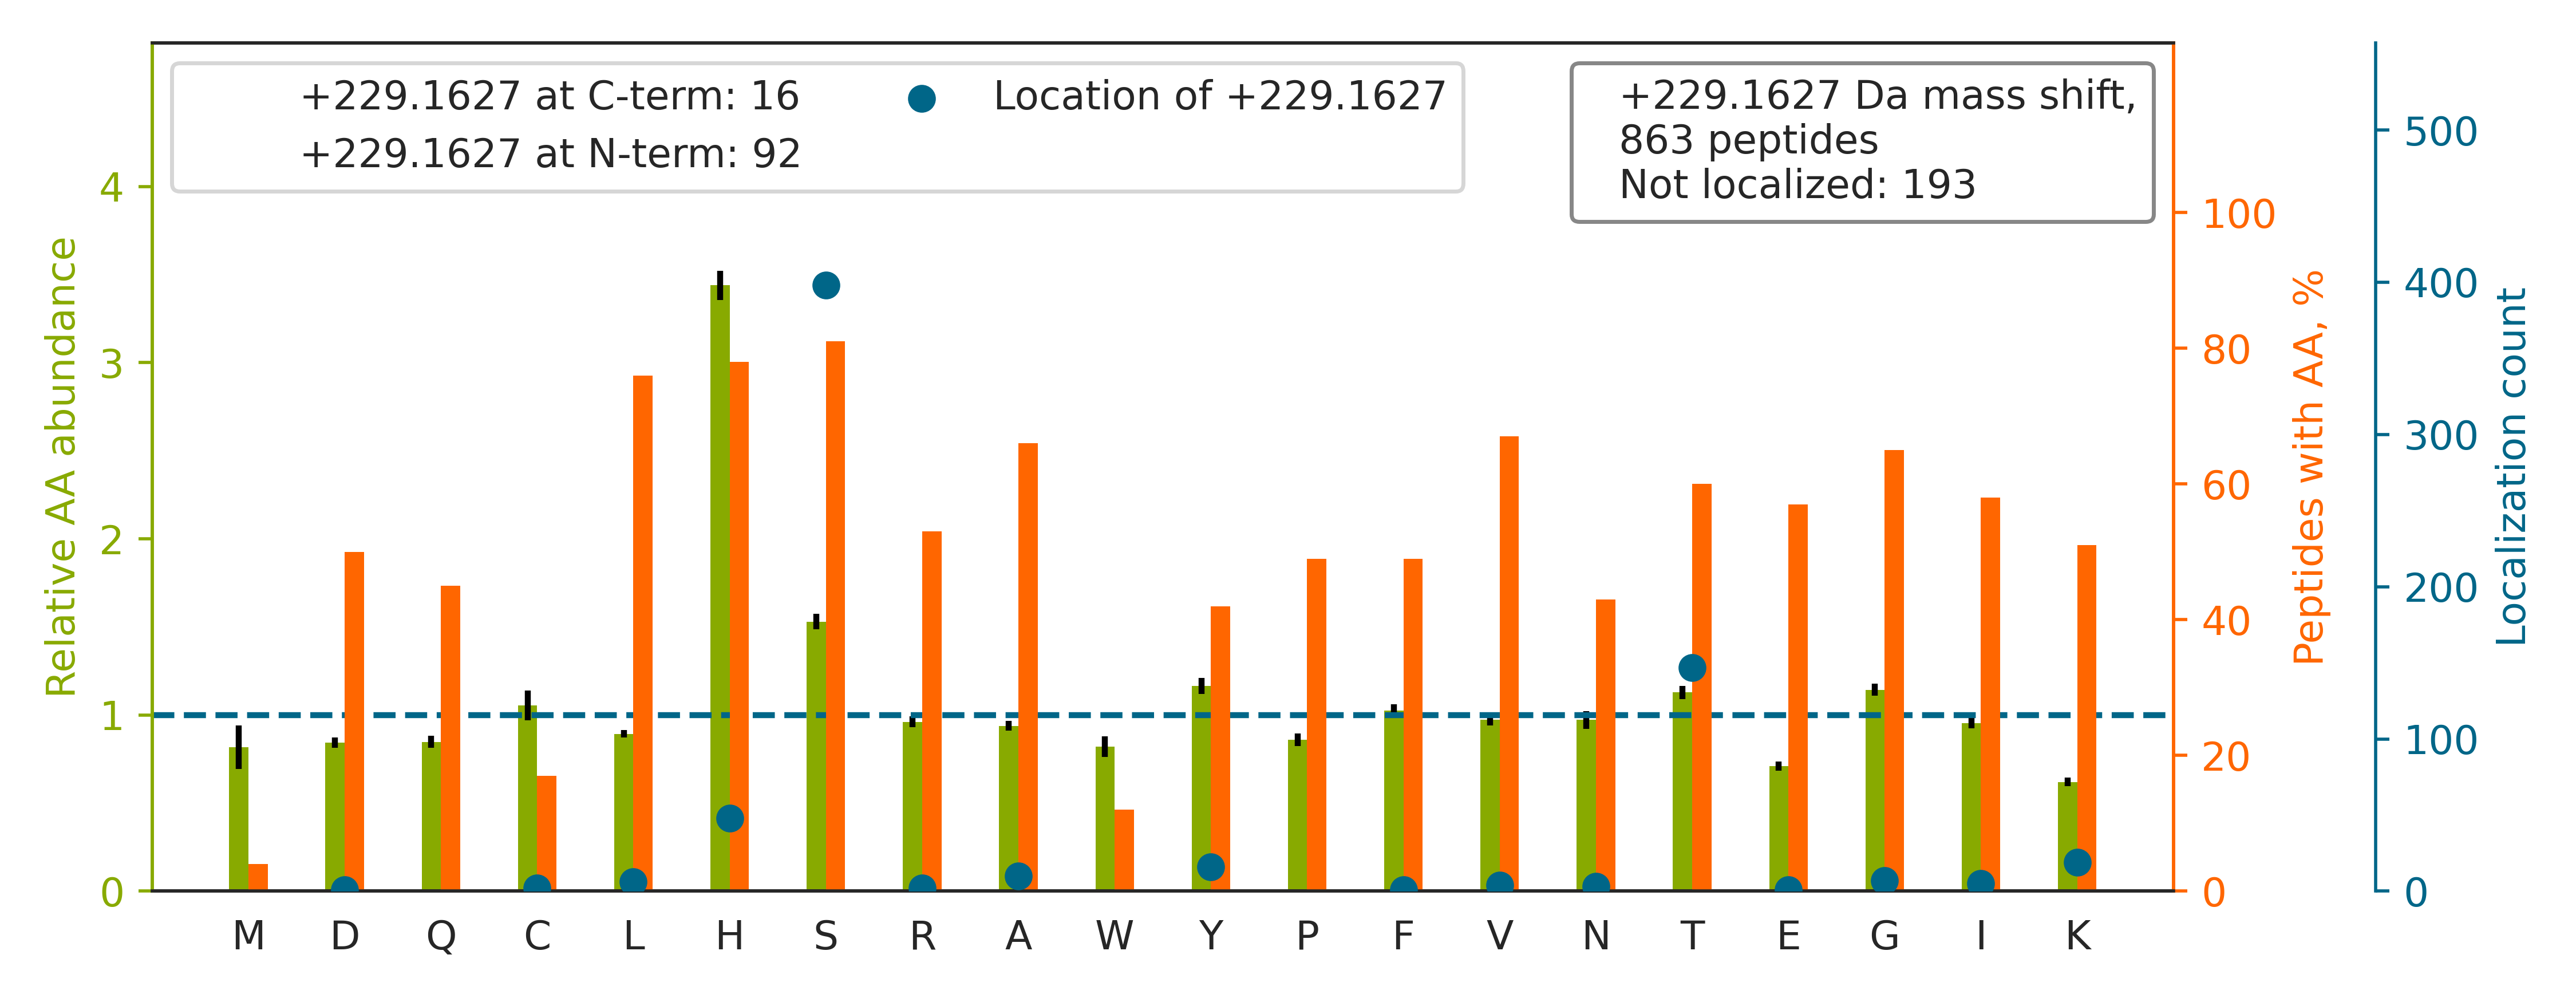 +229.1627 at C-term: 16
+229.1627 at N-term: 92
Location of +229.1627
+229.1627 Da mass shift,
863 peptides
Not localized: 193
Relative AA abundance
4
3
2
1
0
M D Q C L H S R A W Y P F V N T E G I K
100
80
60
40
20
0
Peptides with AA, %
500
400
300
200
100
0
Localization count